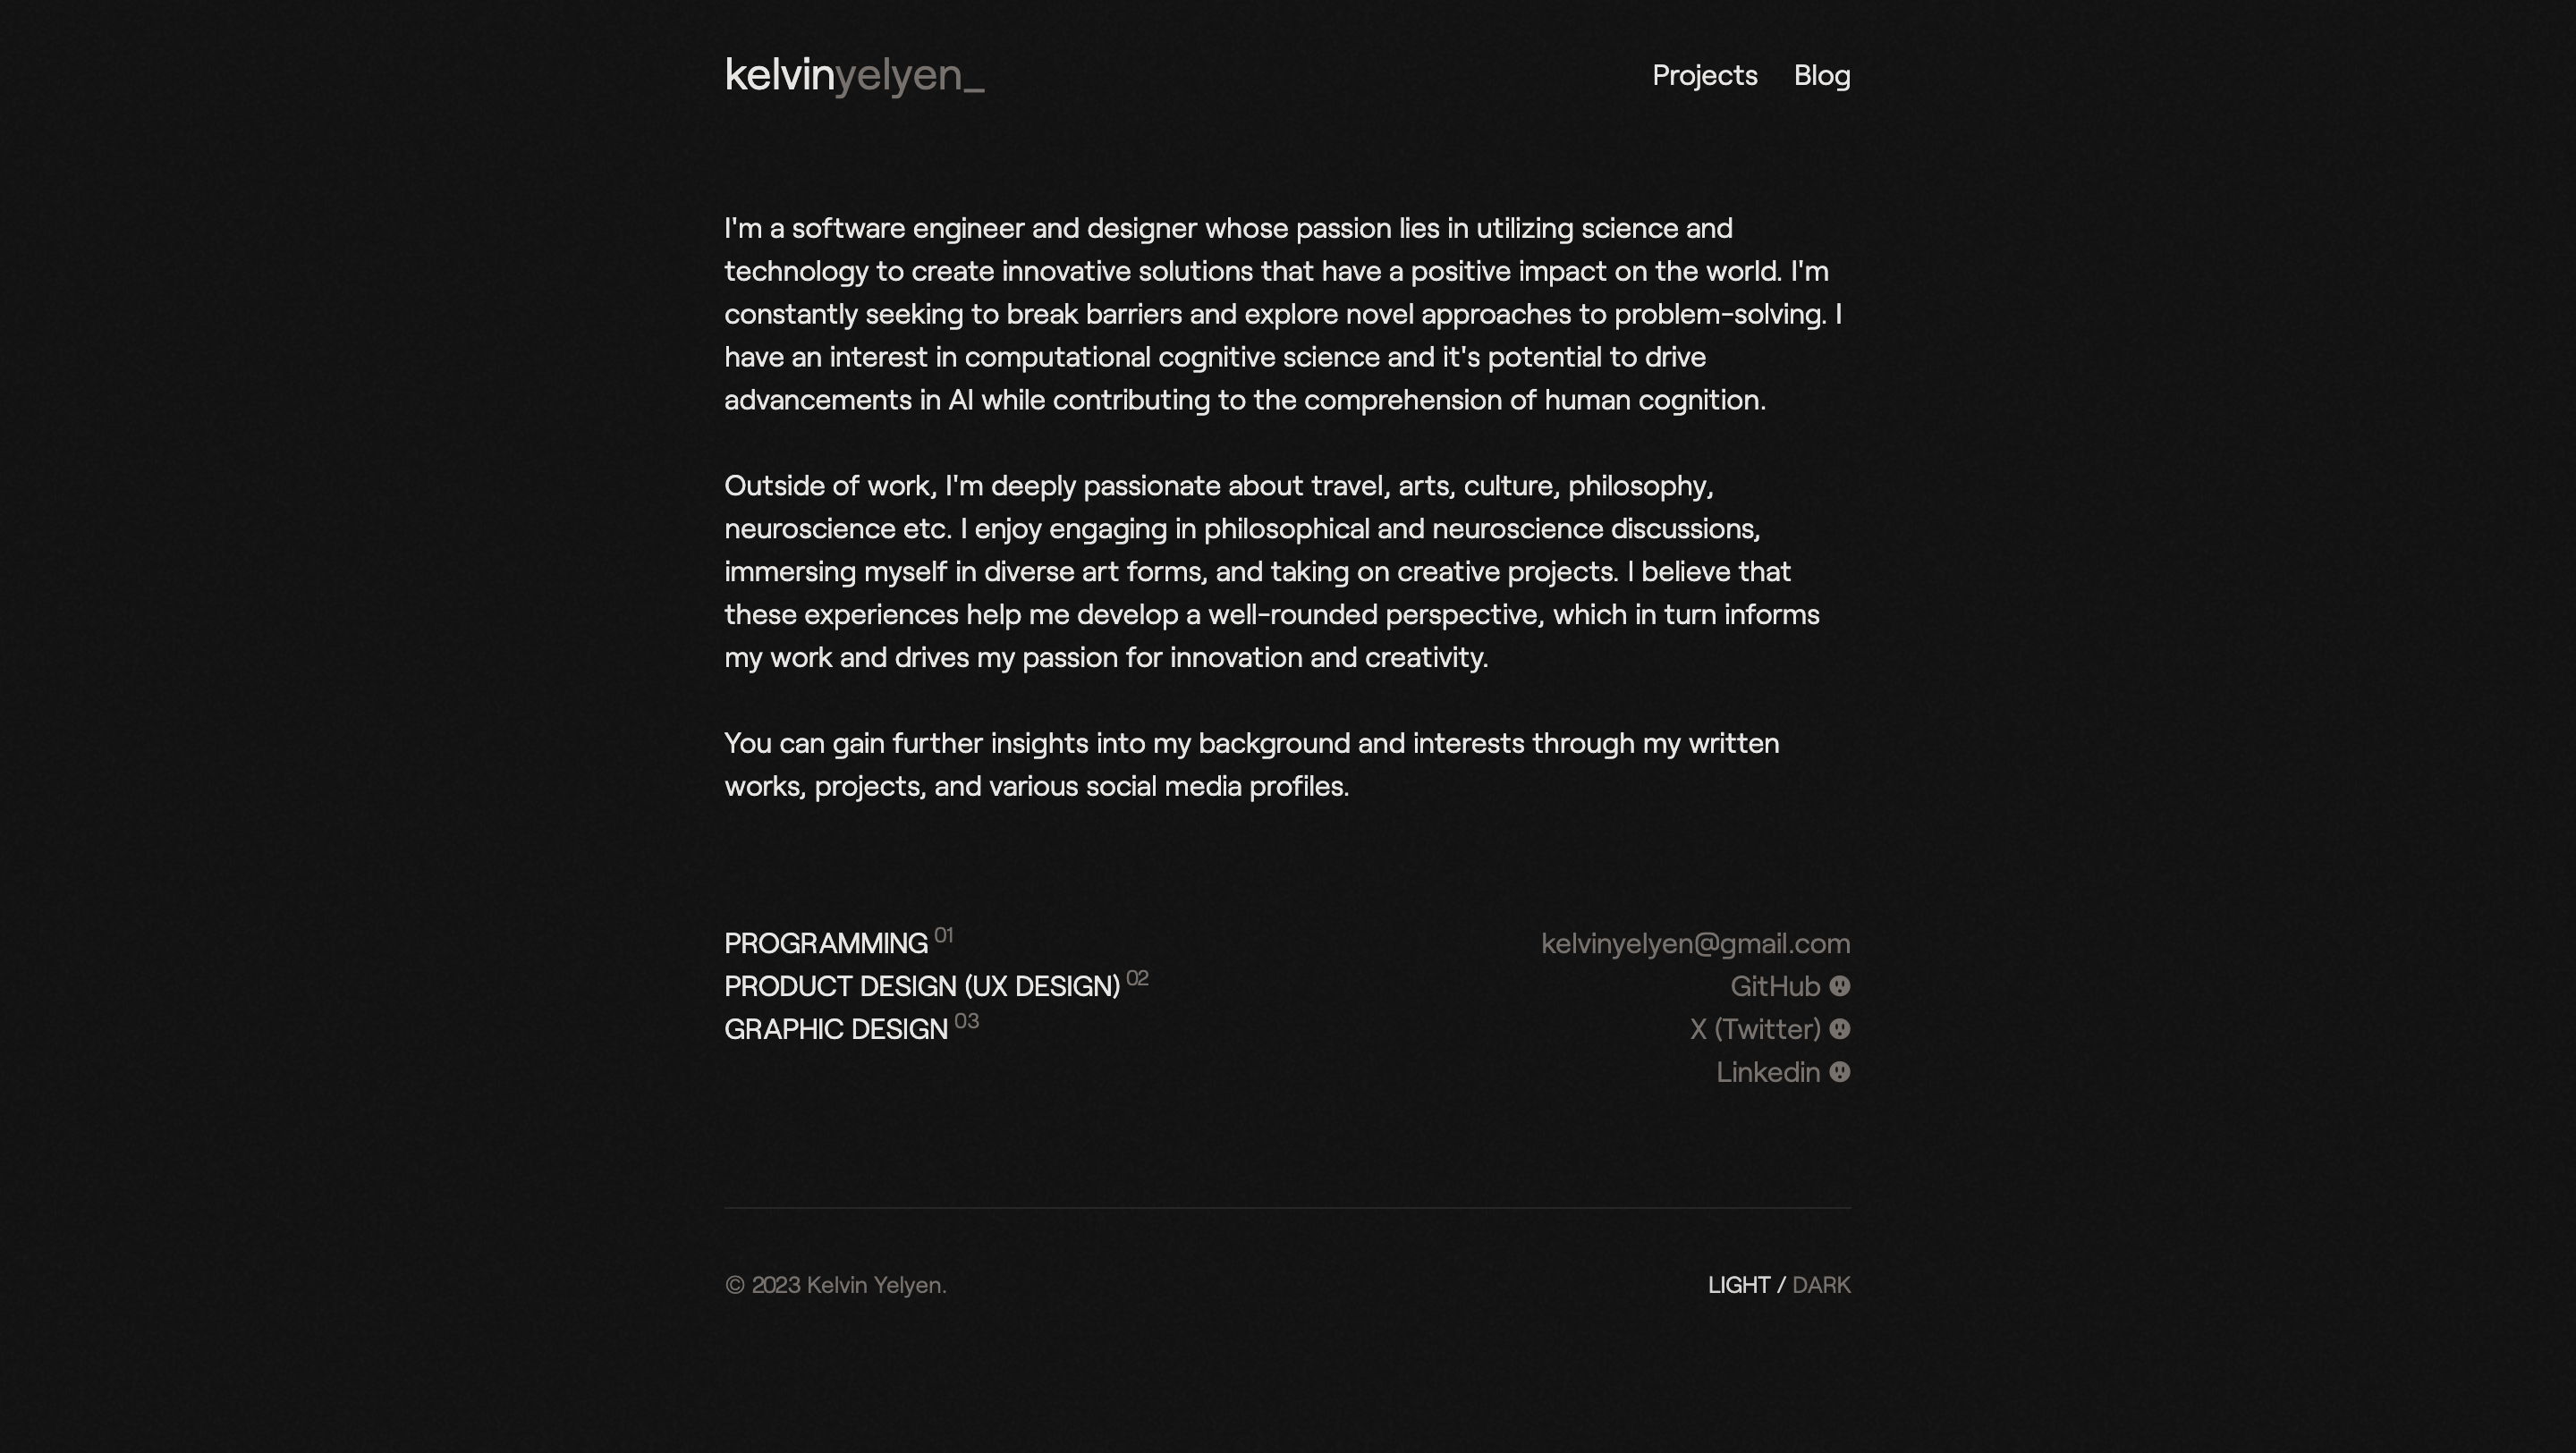 kelvinyelyen_
Projects Blog
I'm a software engineer and designer whose passion lies in utilizing science and
technology to create innovative solutions that have a positive impact on the world. I'm
constantly seeking to break barriers and explore novel approaches to problem-solving. I
have an interest in computational cognitive science and it's potential to drive
advancements in AI while contributing to the comprehension of human cognition.
Outside of work, I'm deeply passionate about travel, arts, culture, philosophy,
neuroscience etc. I enjoy engaging in philosophical and neuroscience discussions,
immersing myself in diverse art forms, and taking on creative projects. I believe that
these experiences help me develop a well-rounded perspective, which in turn informs
my work and drives my passion for innovation and creativity.
You can gain further insights into my background and interests through my written
works, projects, and various social media profiles.
PROGRAMMING 01
PRODUCT DESIGN (UX DESIGN) 02
GRAPHIC DESIGN 03
kelvinyelyen@gmail.com
GitHub
X (Twitter)
Linkedin
© 2023 Kelvin Yelyen.
LIGHT / DARK